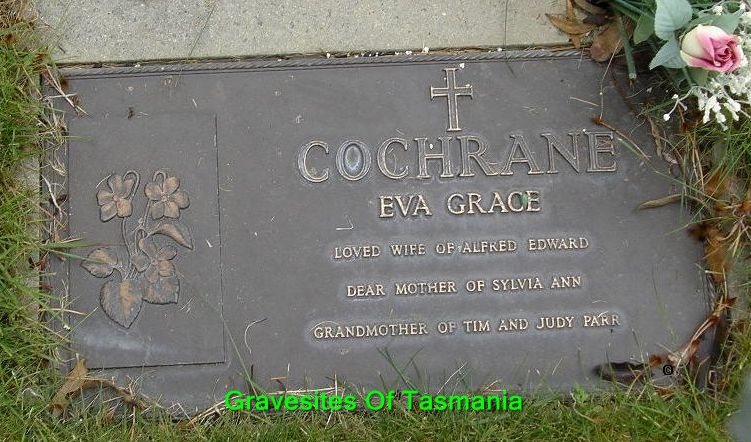 COCHRANE
EVA GRACE
LOVED WIFE OF ALFRED EDWARD
DEAR MOTHER OF SYLVIA ANN
GRANDMOTHER OF TIM AND JUDY PARR
Gravesites Of Tasmania